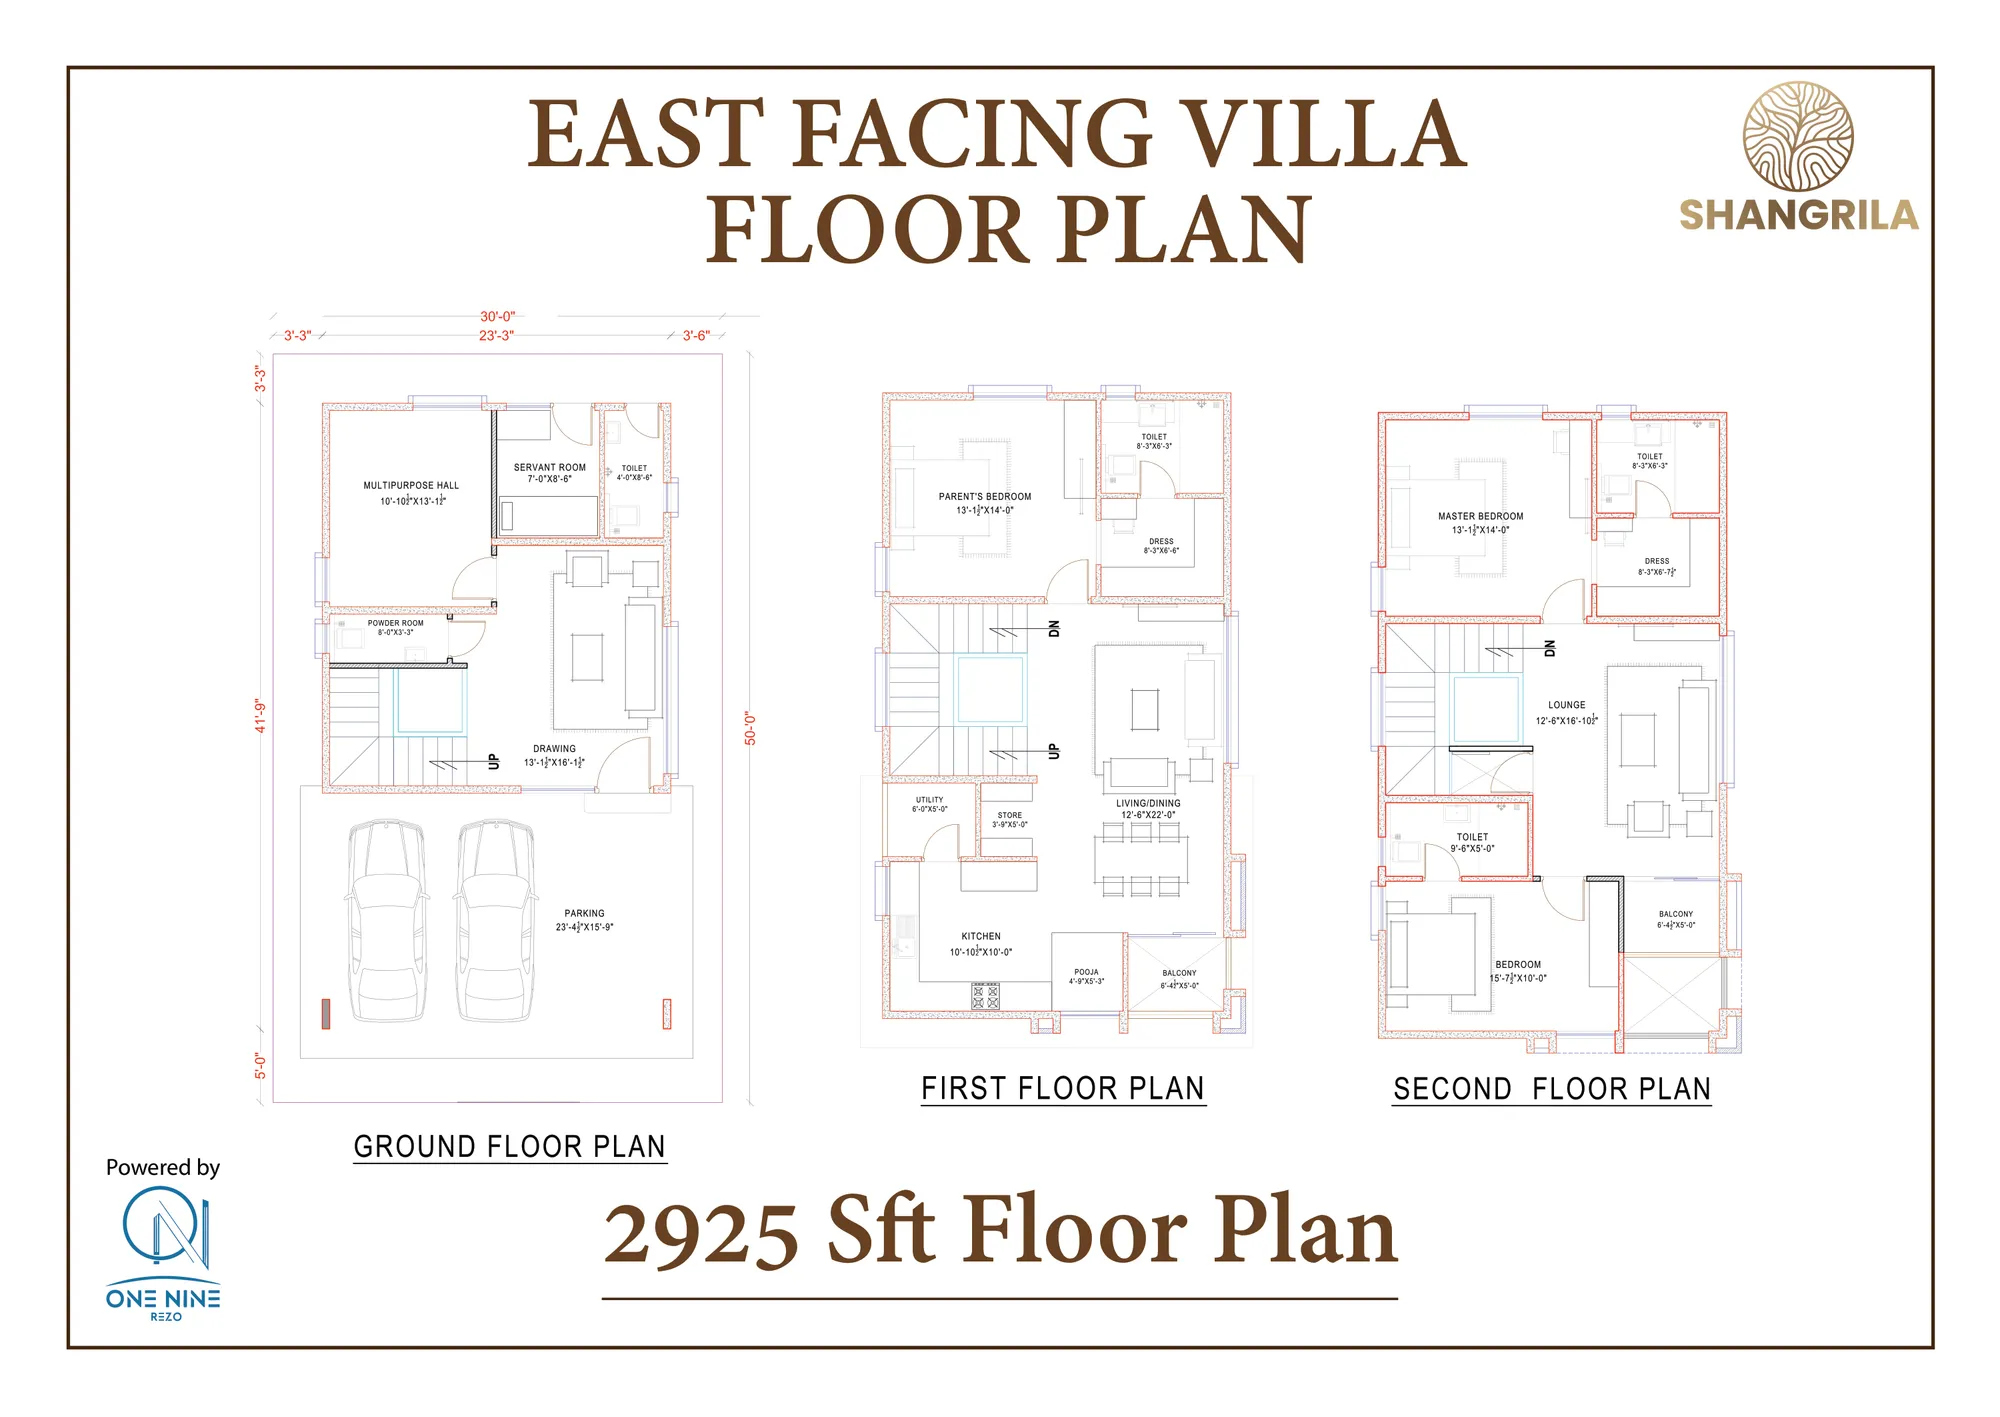 EAST FACING VILLA
FLOOR PLAN
SHANGRILA
30'-0"
3'-3"
23'-3"
3'-6"
3'-3"
41'-9"
5'-0"
50-'0"
MULTIPURPOSE HALL
10'-10½"X13'-1½"
SERVANT ROOM
7'-0"X8'-6"
TOILET
4'-0"X8'-6"
POWDER ROOM
8'-0"X3'-3"
UP
DRAWING
13'-1½"X16'-1½"
PARKING
23'-4½"X15'-9"
GROUND FLOOR PLAN
TOILET
8'-3"X6'-3"
PARENT'S BEDROOM
13'-1½"X14'-0"
DRESS
8'-3"X6'-6"
DN
UP
UTILITY
6'-0"X5'-0"
STORE
3'-9"X5'-0"
LIVING/DINING
12'-6"X22'-0"
KITCHEN
10'-10½"X10'-0"
POOJA
4'-9"X5'-3"
BALCONY
6'-4½"X5'-0"
FIRST FLOOR PLAN
TOILET
8'-3"X6'-3"
MASTER BEDROOM
13'-1½"X14'-0"
DRESS
8'-3"X6'-7½"
DN
LOUNGE
12'-6"X16'-10½"
TOILET
9'-6"X5'-0"
BALCONY
6'-4½"X5'-0"
BEDROOM
15'-7½"X10'-0"
SECOND FLOOR PLAN
Powered by
ONE NINE
REZO
2925 Sft Floor Plan